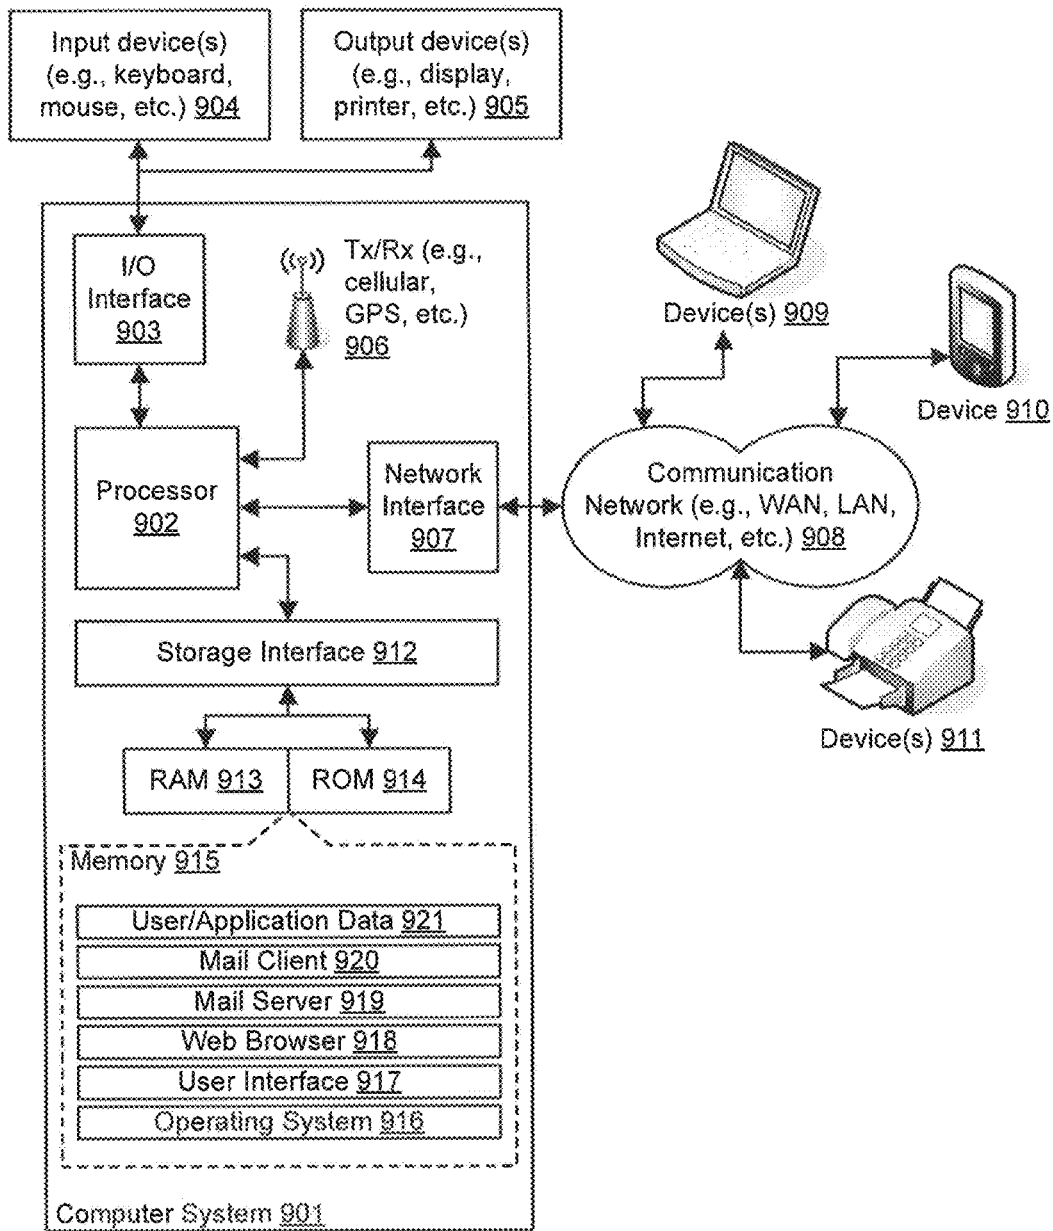 Input device(s)
(e.g., keyboard,
mouse, etc.) 904
Output device(s)
(e.g., display,
printer, etc.) 905
I/O
Interface
903
Tx/Rx (e.g.,
cellular,
GPS, etc.)
906
Device(s) 909
Device 910
Processor
902
Network
Interface
907
Communication
Network (e.g., WAN, LAN,
Internet, etc.) 908
Storage Interface 912
Device(s) 911
RAM 913
ROM 914
Memory 915
User/Application Data 921
Mail Client 920
Mail Server 919
Web Browser 918
User Interface 917
Operating System 916
Computer System 901